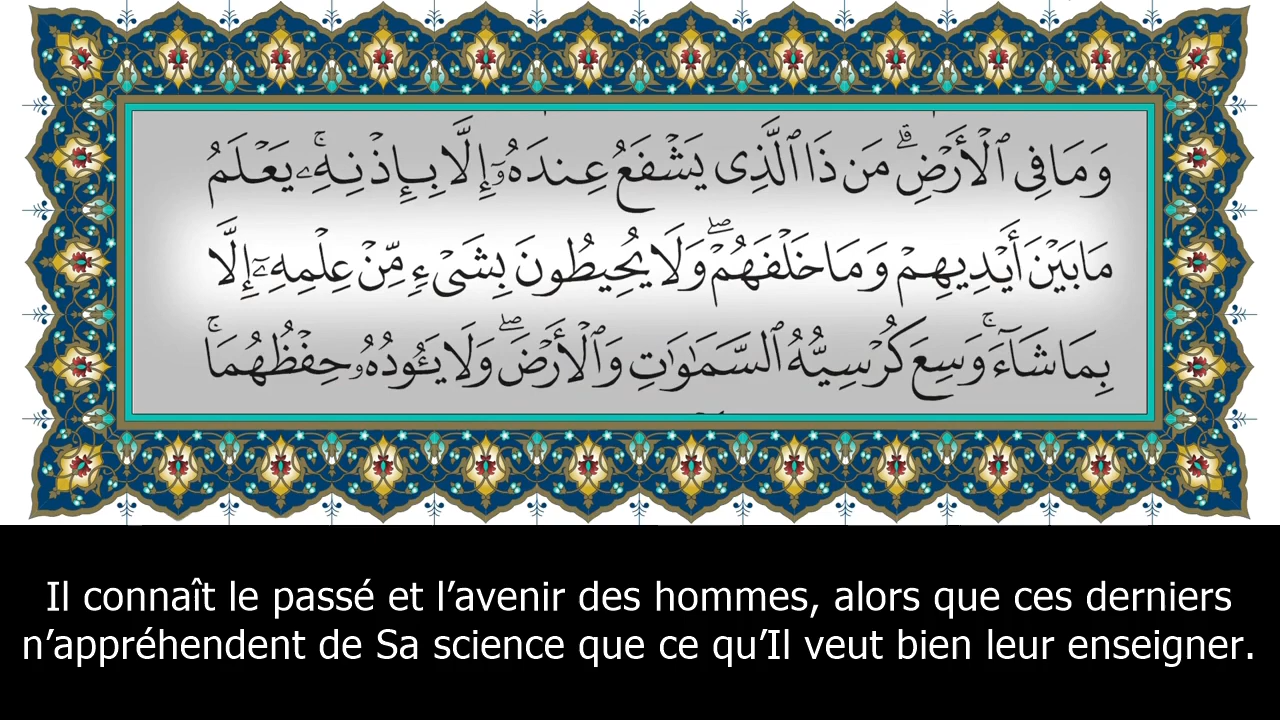 وَمَا فِى ٱلْأَرْضِ ۗ مَن ذَا ٱلَّذِى يَشْفَعُ عِندَهُۥٓ إِلَّا بِإِذْنِهِۦ ۚ يَعْلَمُ
مَا بَيْنَ أَيْدِيهِمْ وَمَا خَلْفَهُمْ ۖ وَلَا يُحِيطُونَ بِشَىْءٍ مِّنْ عِلْمِهِۦٓ إِلَّا
بِمَا شَآءَ ۚ وَسِعَ كُرْسِيُّهُ ٱلسَّمَٰوَٰتِ وَٱلْأَرْضَ ۖ وَلَا يَـُٔودُهُۥ حِفْظُهُمَا ۚ
Il connaît le passé et l’avenir des hommes, alors que ces derniers
n’appréhendent de Sa science que ce qu’Il veut bien leur enseigner.